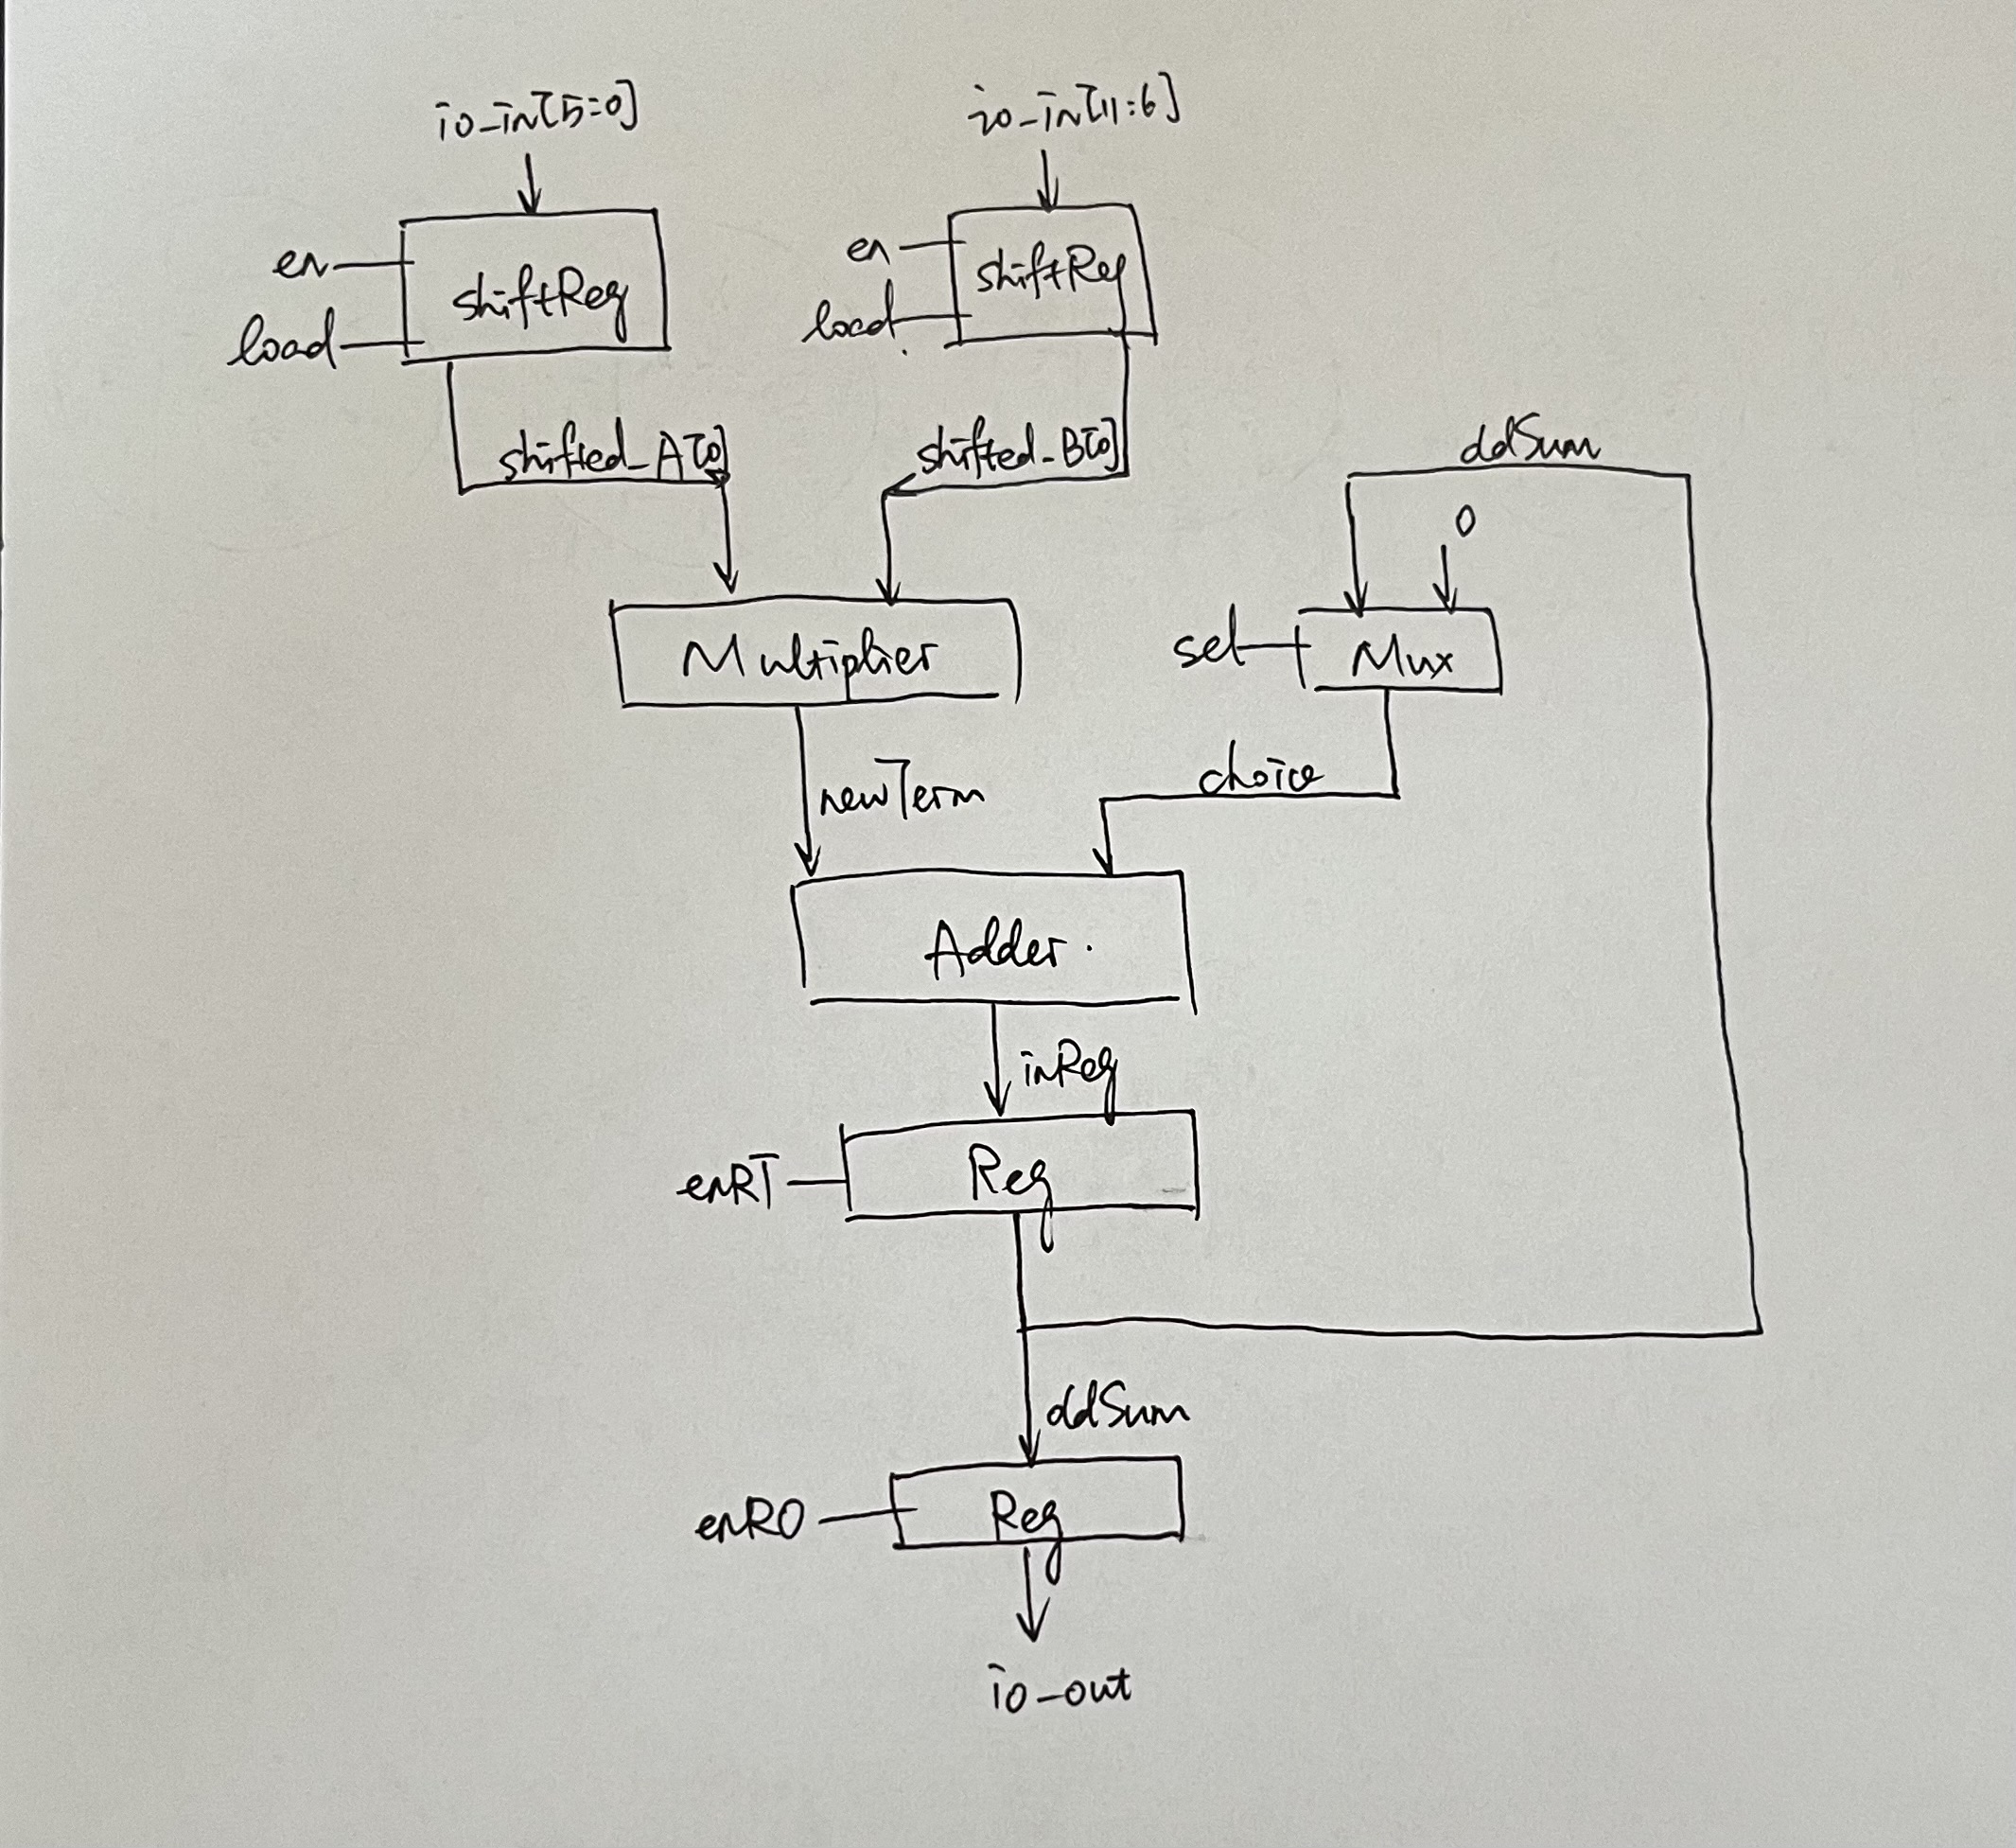 io_in[5:0]
io_in[11:6]
en
shiftReg
load
en
shiftReg
load
shifted_A[0]
shifted_B[0]
ddSum
0
Multiplier
sel
Mux
newTerm
choice
Adder
inReg
enRT
Reg
ddSum
enRO
Reg
io_out